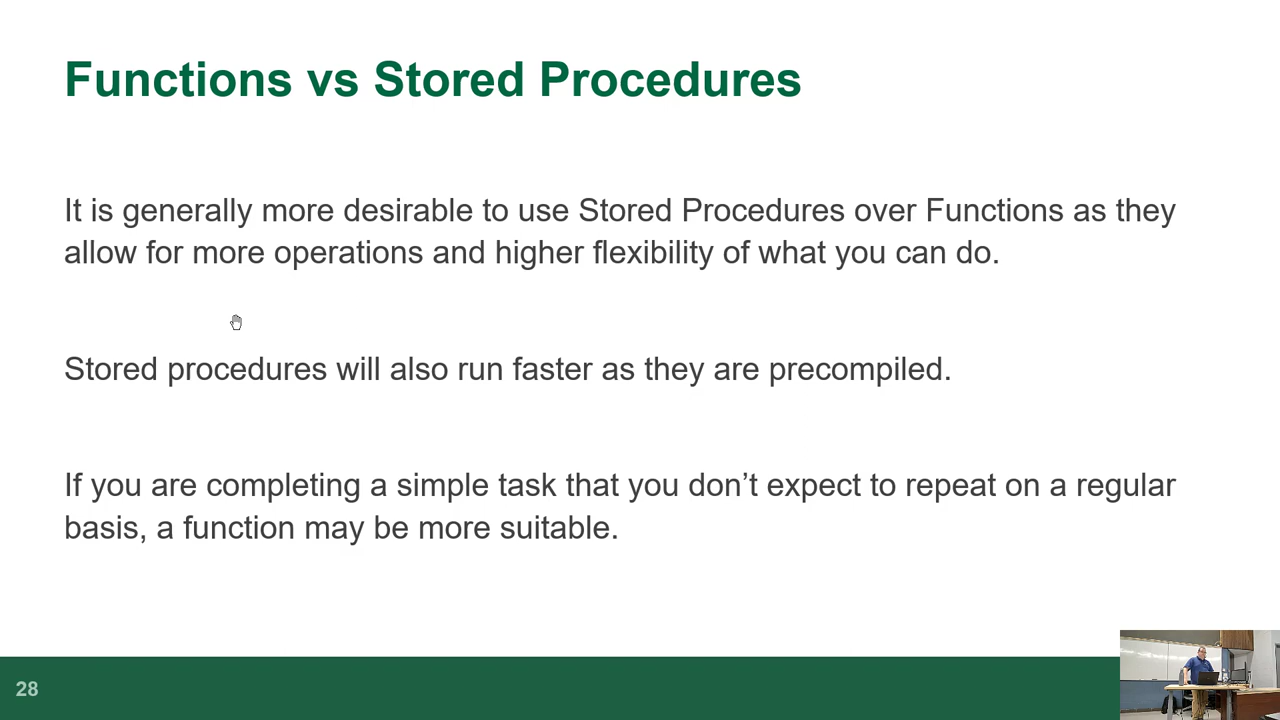 Functions vs Stored Procedures
It is generally more desirable to use Stored Procedures over Functions as they
allow for more operations and higher flexibility of what you can do.
Stored procedures will also run faster as they are precompiled.
If you are completing a simple task that you don’t expect to repeat on a regular
basis, a function may be more suitable.
28